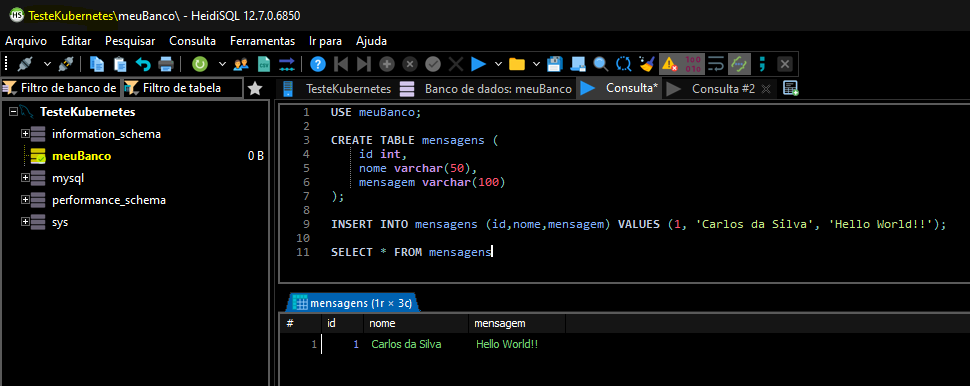 HS TesteKubernetes\meuBanco\ - HeidiSQL 12.7.0.6850
Arquivo Editar Pesquisar Consulta Ferramentas Ir para Ajuda
Filtro de banco de Filtro de tabela
TesteKubernetes Banco de dados: meuBanco Consulta* Consulta #2
TesteKubernetes
information_schema
meuBanco 0 B
mysql
performance_schema
sys
1 USE meuBanco;
2
3 CREATE TABLE mensagens (
4 id int,
5 nome varchar(50),
6 mensagem varchar(100)
7 );
8
9 INSERT INTO mensagens (id,nome,mensagem) VALUES (1, 'Carlos da Silva', 'Hello World!!');
10
11 SELECT * FROM mensagens
mensagens (1r × 3c)
# id nome mensagem
1 1 Carlos da Silva Hello World!!